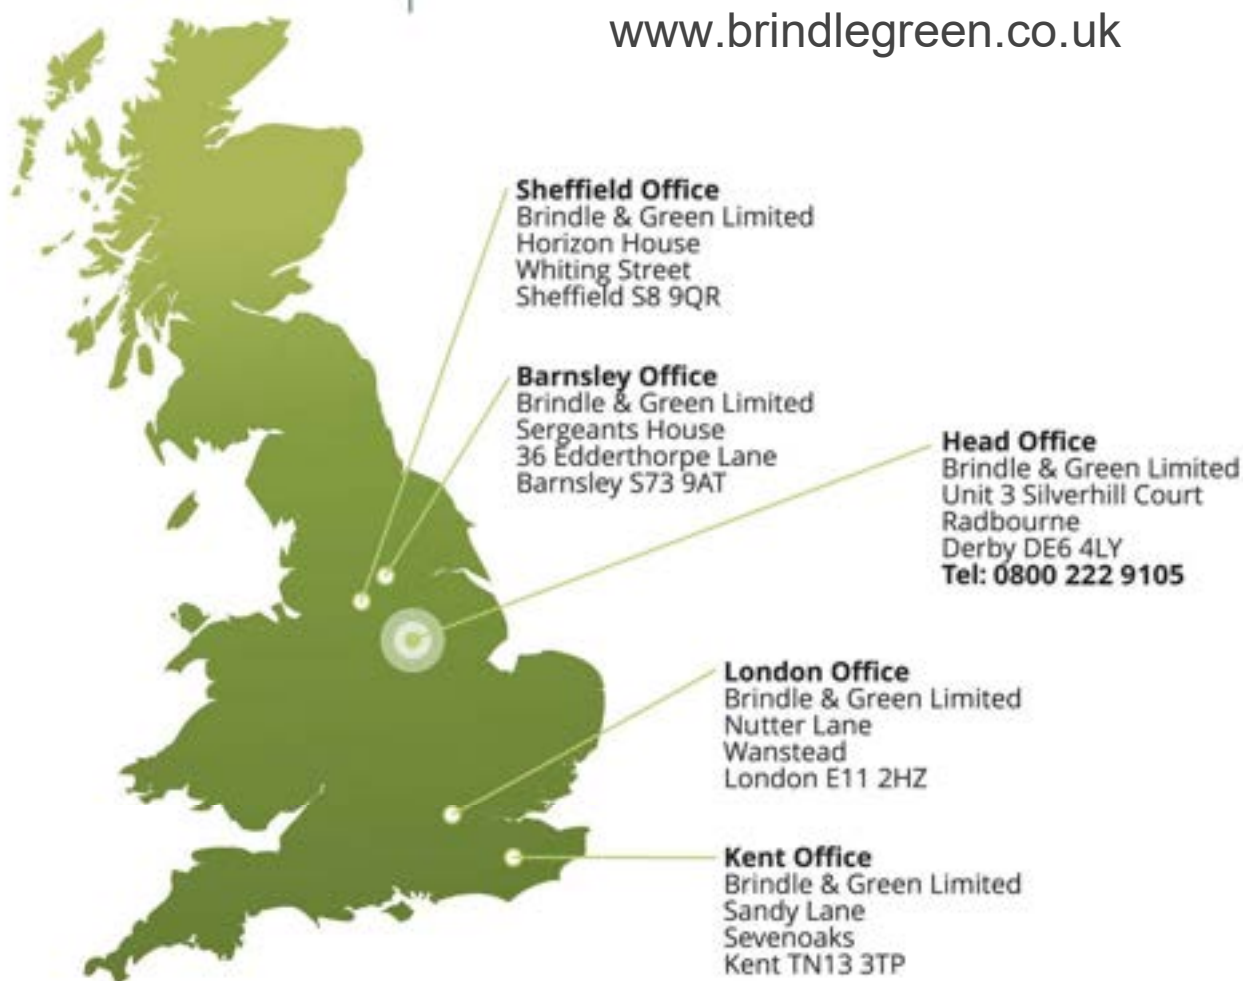 www.brindlegreen.co.uk
Sheffield Office
Brindle & Green Limited
Horizon House
Whiting Street
Sheffield S8 9QR
Barnsley Office
Brindle & Green Limited
Sergeants House
36 Edderthorpe Lane
Barnsley S73 9AT
Head Office
Brindle & Green Limited
Unit 3 Silverhill Court
Radbourne
Derby DE6 4LY
Tel: 0800 222 9105
London Office
Brindle & Green Limited
Nutter Lane
Wanstead
London E11 2HZ
Kent Office
Brindle & Green Limited
Sandy Lane
Sevenoaks
Kent TN13 3TP